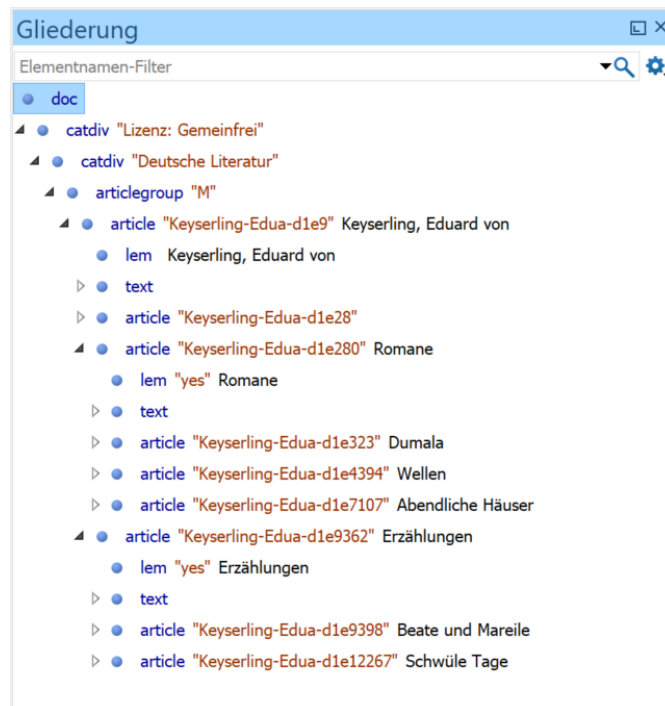 Gliederung
Elementnamen-Filter
doc
catdiv "Lizenz: Gemeinfrei"
catdiv "Deutsche Literatur"
articlegroup "M"
article "Keyserling-Edua-d1e9" Keyserling, Eduard von
lem Keyserling, Eduard von
text
article "Keyserling-Edua-d1e28"
article "Keyserling-Edua-d1e280" Romane
lem "yes" Romane
text
article "Keyserling-Edua-d1e323" Dumala
article "Keyserling-Edua-d1e4394" Wellen
article "Keyserling-Edua-d1e7107" Abendliche Häuser
article "Keyserling-Edua-d1e9362" Erzählungen
lem "yes" Erzählungen
text
article "Keyserling-Edua-d1e9398" Beate und Mareile
article "Keyserling-Edua-d1e12267" Schwüle Tage